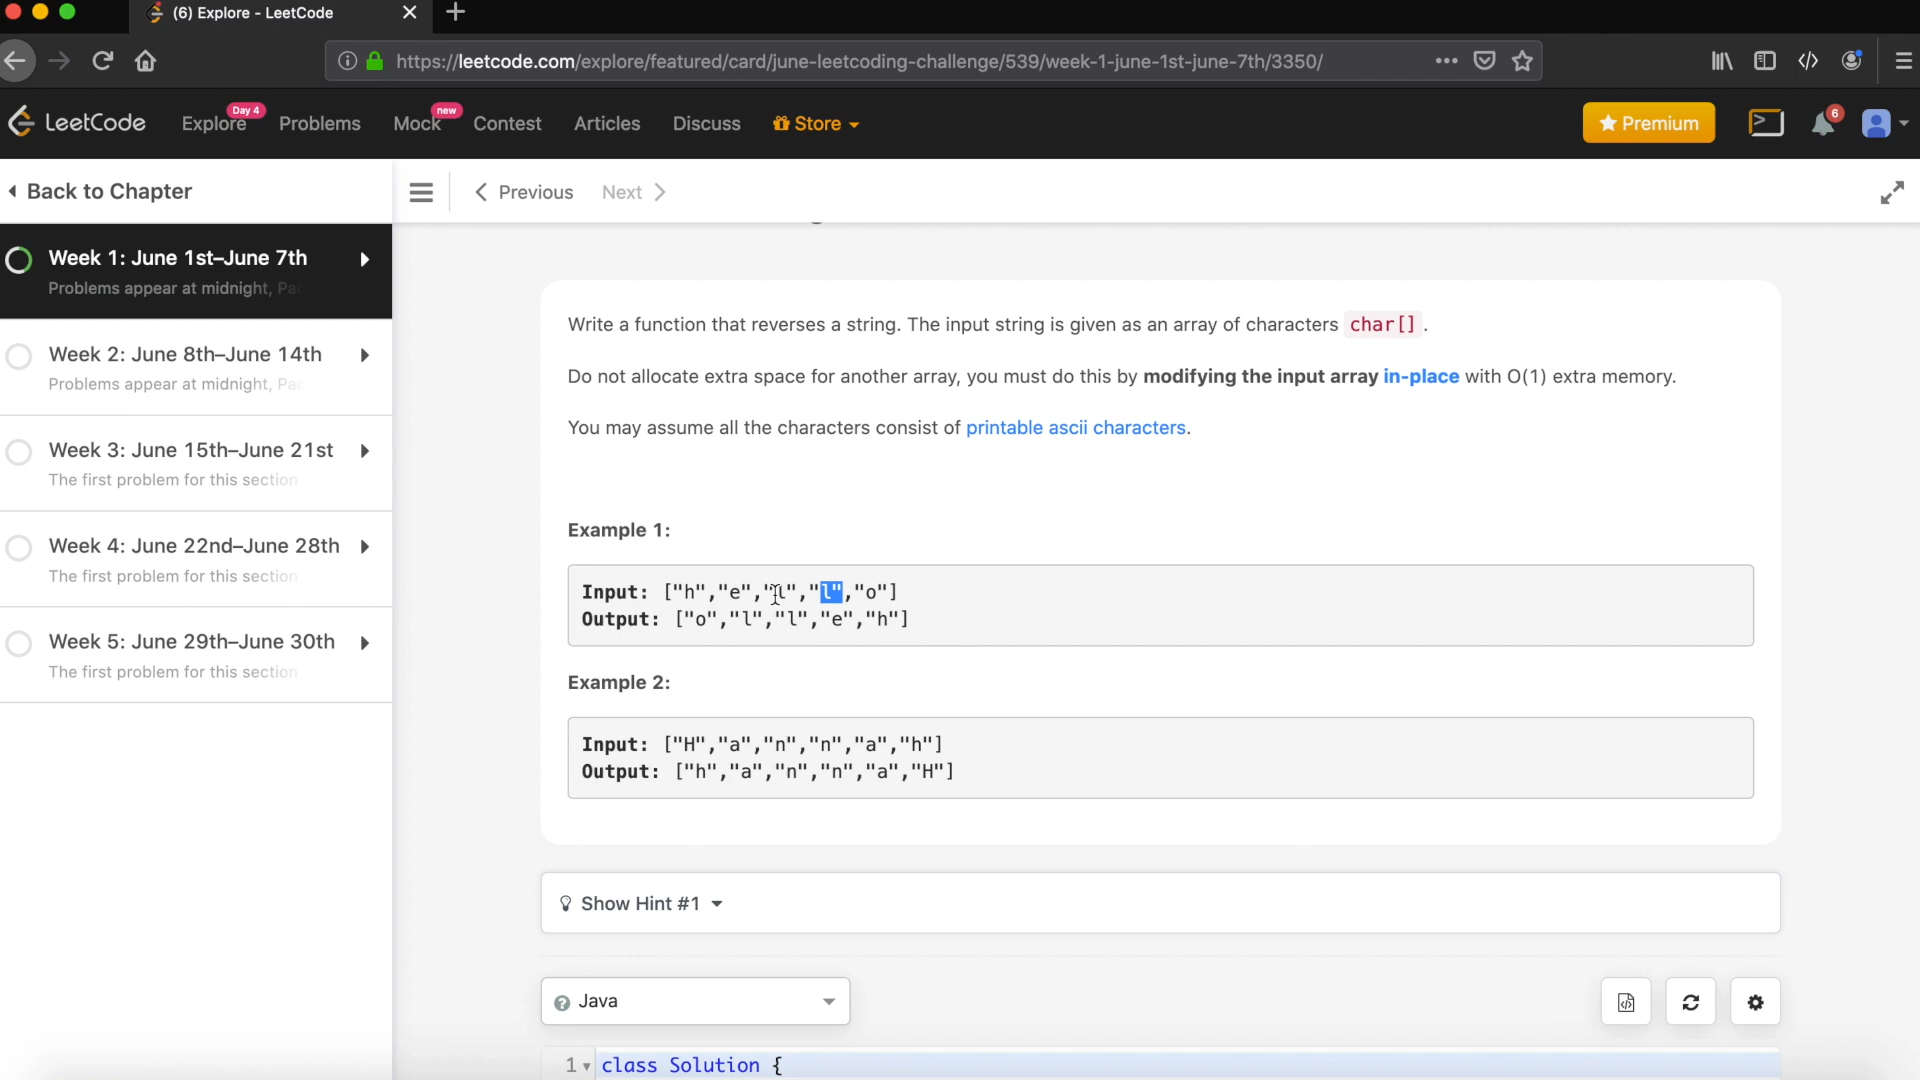 (6) Explore - LeetCode
https://leetcode.com/explore/featured/card/june-leetcoding-challenge/539/week-1-june-1st-june-7th/3350/
LeetCode Explore Day 4 Problems Mock new Contest Articles Discuss Store Premium 6
Back to Chapter
Previous Next
Week 1: June 1st–June 7th
Problems appear at midnight, Pac
Week 2: June 8th–June 14th
Problems appear at midnight, Pac
Week 3: June 15th–June 21st
The first problem for this section
Week 4: June 22nd–June 28th
The first problem for this section
Week 5: June 29th–June 30th
The first problem for this section
Write a function that reverses a string. The input string is given as an array of characters char[] .
Do not allocate extra space for another array, you must do this by modifying the input array in-place with O(1) extra memory.
You may assume all the characters consist of printable ascii characters.
Example 1:
Input: ["h","e","l","l","o"]
Output: ["o","l","l","e","h"]
Example 2:
Input: ["H","a","n","n","a","h"]
Output: ["h","a","n","n","a","H"]
Show Hint #1
Java
1 class Solution {